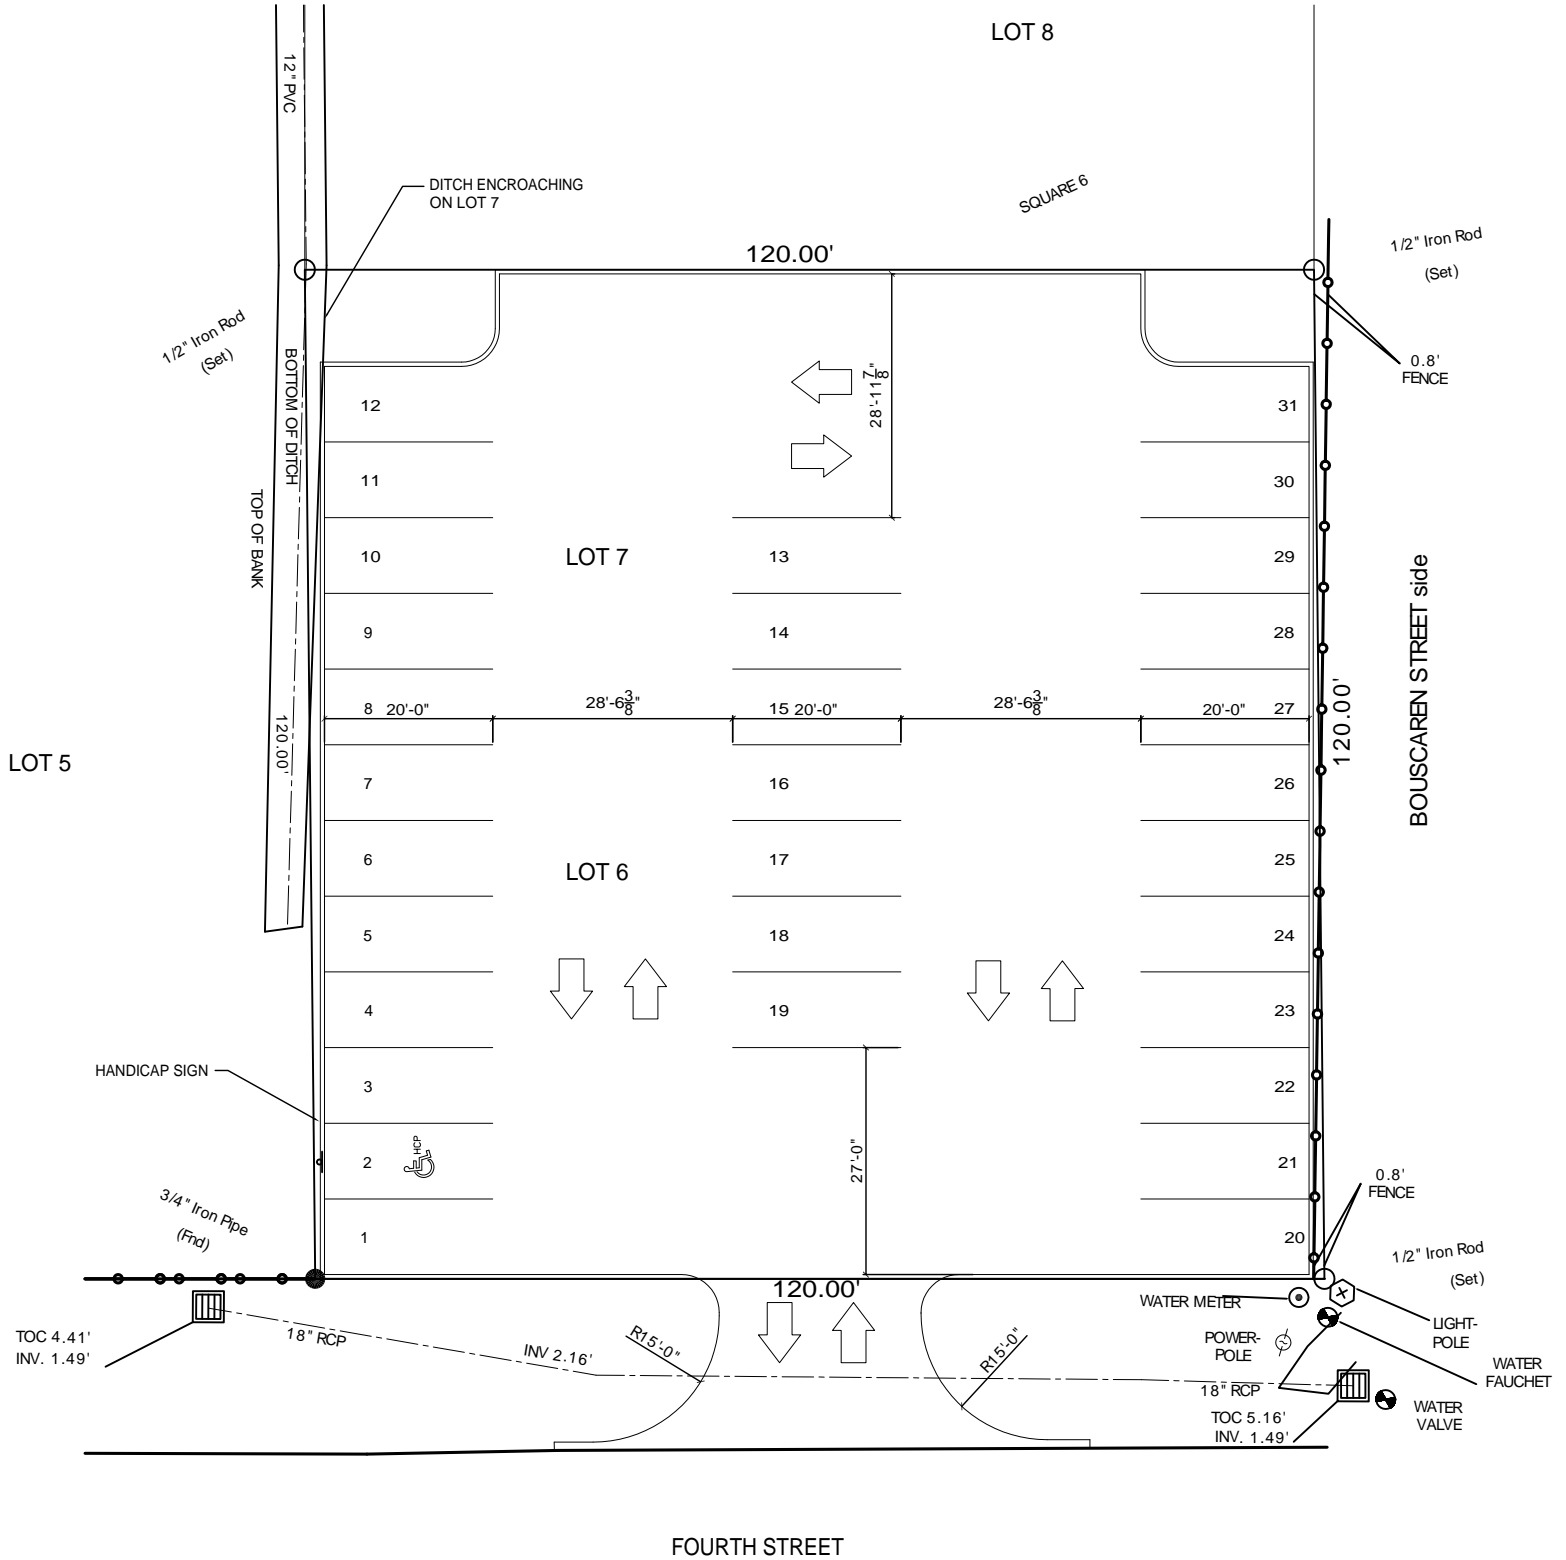 LOT 8
12" PVC
DITCH ENCROACHING
ON LOT 7
SQUARE 6
120.00'
1/2" Iron Rod
(Set)
1/2" Iron Rod
(Set)
BOTTOM OF DITCH
TOP OF BANK
0.8'
FENCE
28'-11 7/8"
12
31
11
30
10
LOT 7
13
29
9
14
28
8
20'-0"
28'-6 3/8"
15
20'-0"
28'-6 3/8"
20'-0"
27
120.00'
120.00'
BOUSCAREN STREET side
LOT 5
7
16
26
6
LOT 6
17
25
5
18
24
4
19
23
HANDICAP SIGN
3
22
2
HCP
27'-0"
21
0.8'
FENCE
3/4" Iron Pipe
(Fnd)
1
20
1/2" Iron Rod
(Set)
120.00'
WATER METER
TOC 4.41'
INV. 1.49'
18" RCP
INV 2.16'
R15'-0"
R15'-0"
POWER-
POLE
LIGHT-
POLE
WATER
FAUCHET
18" RCP
TOC 5.16'
INV. 1.49'
WATER
VALVE
FOURTH STREET